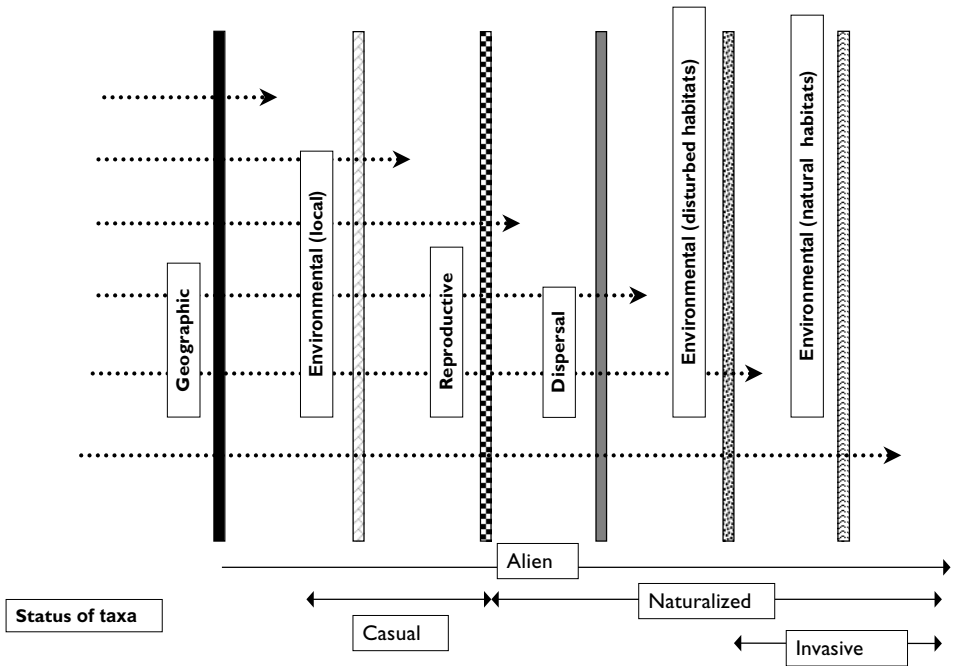 Geographic
Environmental (local)
Reproductive
Dispersal
Environmental (disturbed habitats)
Environmental (natural habitats)
Alien
Status of taxa
Naturalized
Casual
Invasive